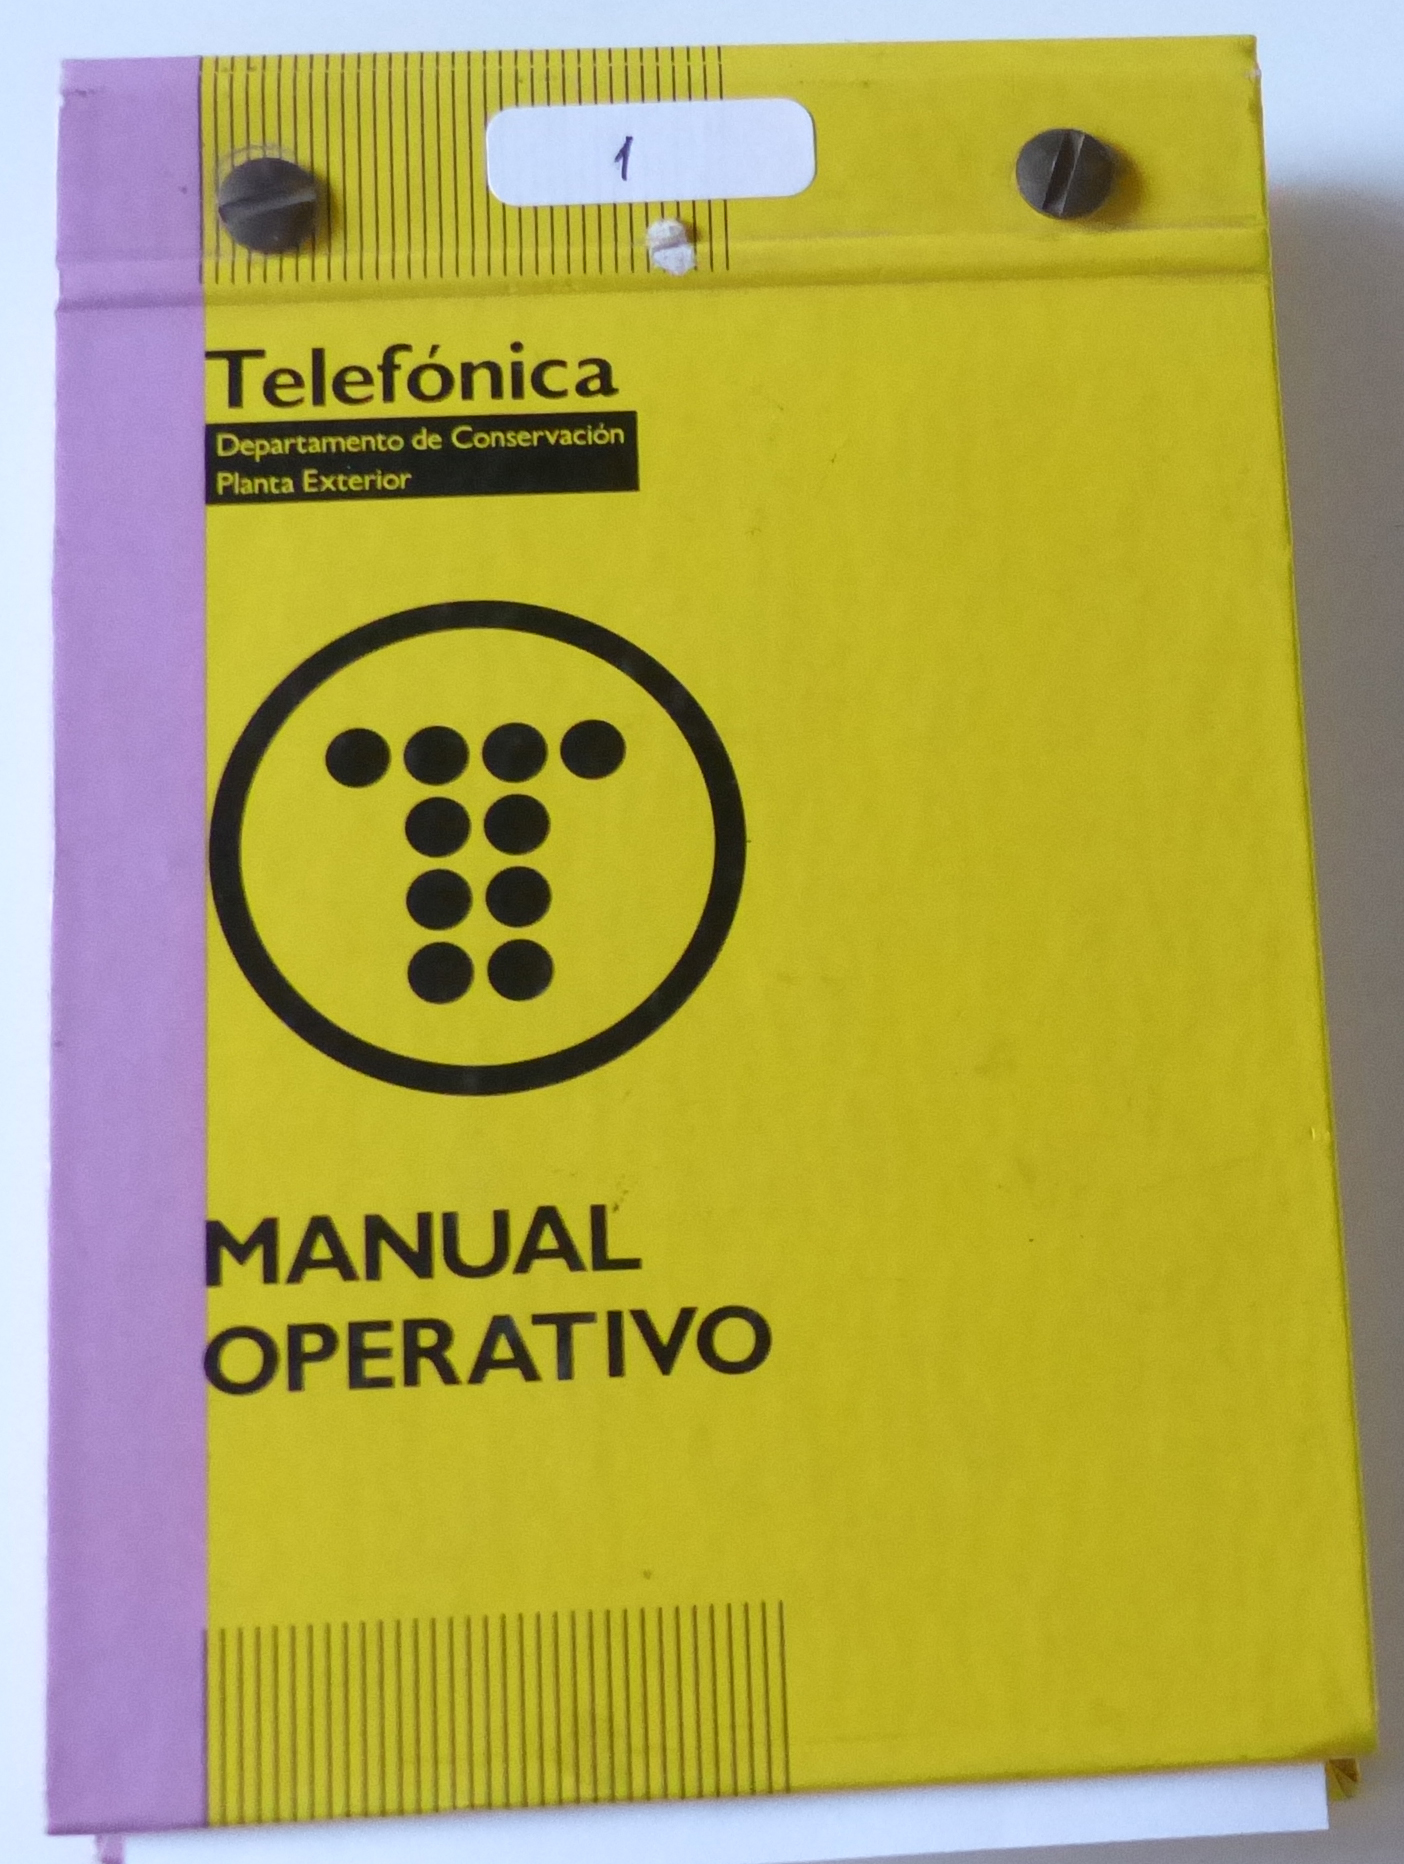 1
Telefónica
Departamento de Conservación
Planta Exterior
MANUAL
OPERATIVO